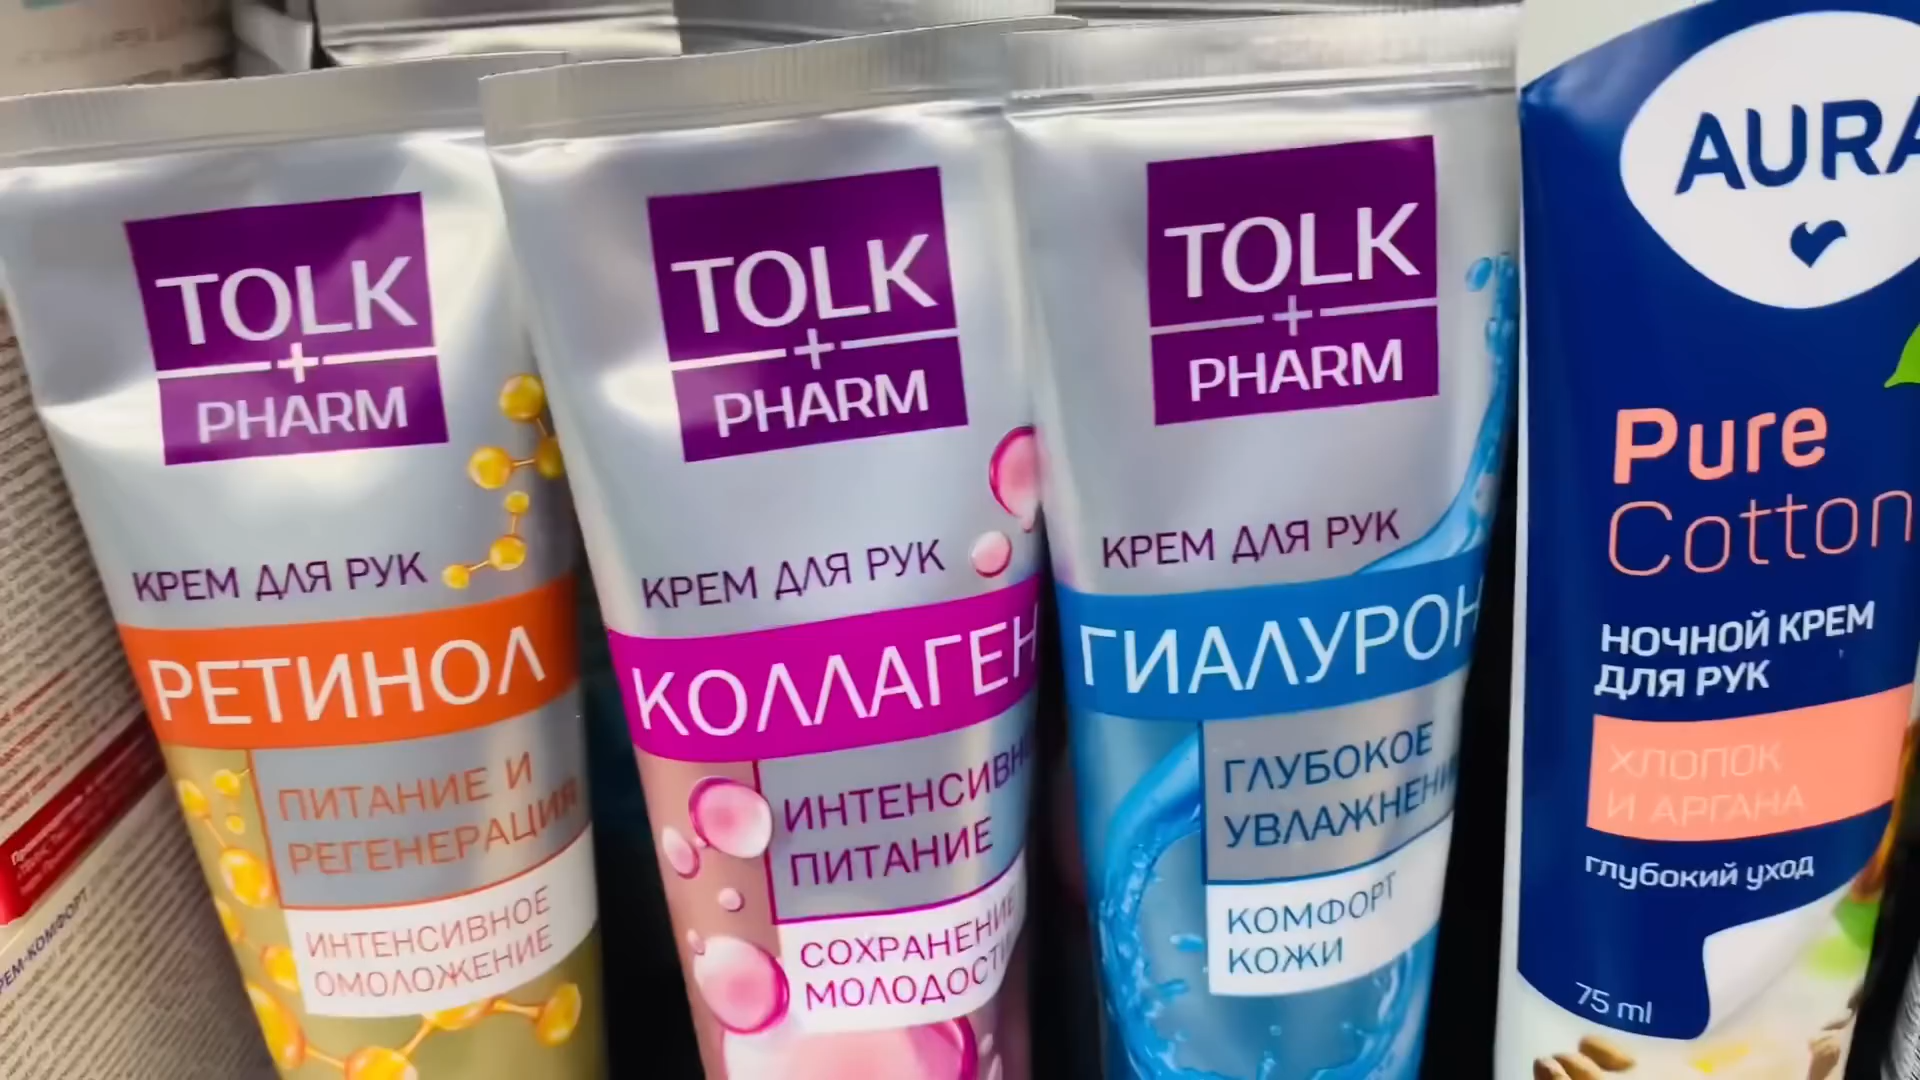 TOLK
PHARM
КРЕМ ДЛЯ РУК
РЕТИНОЛ
ПИТАНИЕ И
РЕГЕНЕРАЦИЯ
ИНТЕНСИВНОЕ
ОМОЛОЖЕНИЕ
TOLK
PHARM
КРЕМ ДЛЯ РУК
КОЛЛАГЕН
ИНТЕНСИВН
ПИТАНИЕ
СОХРАНЕНИЕ
МОЛОДОСТИ
TOLK
PHARM
КРЕМ ДЛЯ РУК
ГИАЛУРОН
ГЛУБОКОЕ
УВЛАЖНЕНИ
КОМФОРТ
КОЖИ
AURA
Pure
Cotton
НОЧНОЙ КРЕМ
ДЛЯ РУК
ХЛОПОК
И АРГАНА
глубокий уход
75 ml